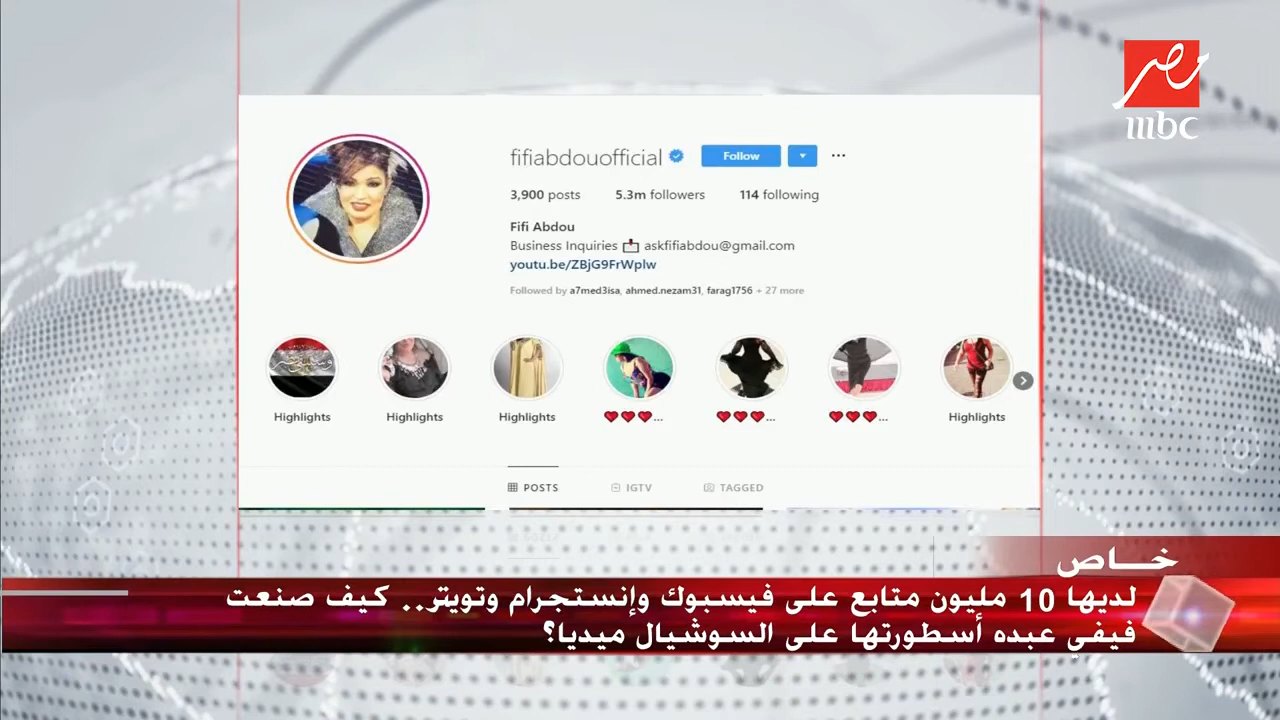 مصر
mbc
fifiabdouofficial
Follow
3,900 posts 5.3m followers 114 following
Fifi Abdou
Business Inquiries 📩 askfifiabdou@gmail.com
youtu.be/ZBjG9FrWplw
Followed by a7med3isa, ahmed.nezam31, farag1756 + 27 more
Highlights Highlights Highlights ❤❤❤... ❤❤❤... ❤❤❤... Highlights
POSTS IGTV TAGGED
خـــاص
لديها 10 مليون متابع على فيسبوك وإنستجرام وتويتر.. كيف صنعت
فيفي عبده أسطورتها على السوشيال ميديا؟